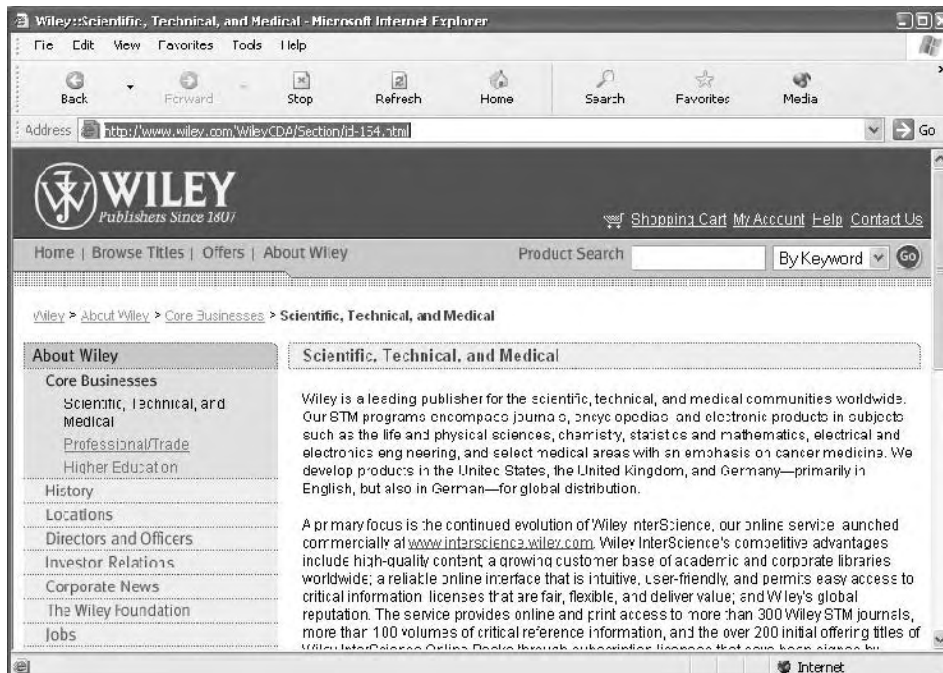 Wiley::Scientific, Technical, and Medical - Microsoft Internet Explorer
File Edit View Favorites Tools Help
Back Forward Stop Refresh Home Search Favorites Media
Address http://www.wiley.com/WileyCDA/Section/id-154.html Go
WILEY
Publishers Since 1807
Shopping Cart My Account Help Contact Us
Home | Browse Titles | Offers | About Wiley Product Search By Keyword GO
Wiley > About Wiley > Core Businesses > Scientific, Technical, and Medical
About Wiley
Core Businesses
Scientific, Technical, and
Medical
Professional/Trade
Higher Education
History
Locations
Directors and Officers
Investor Relations
Corporate News
The Wiley Foundation
Jobs
Scientific, Technical, and Medical
Wiley is a leading publisher for the scientific, technical, and medical communities worldwide.
Our STM programs encompass journals, encyclopedias, and electronic products in subjects
such as the life and physical sciences, chemistry, statistics and mathematics, electrical and
electronics engineering, and select medical areas with an emphasis on cancer medicine. We
develop products in the United States, the United Kingdom, and Germany—primarily in
English, but also in German—for global distribution.
A primary focus is the continued evolution of Wiley InterScience, our online service launched
commercially at www.interscience.wiley.com. Wiley InterScience's competitive advantages
include high-quality content; a growing customer base of academic and corporate libraries
worldwide; a reliable online interface that is intuitive, user-friendly, and permits easy access to
critical information; licenses that are fair, flexible, and deliver value; and Wiley's global
reputation. The service provides online and print access to more than 300 Wiley STM journals,
more than 100 volumes of critical reference information, and the over 200 initial offering titles of
Wiley InterScience Online Books through subscription licenses that have been signed by
Internet